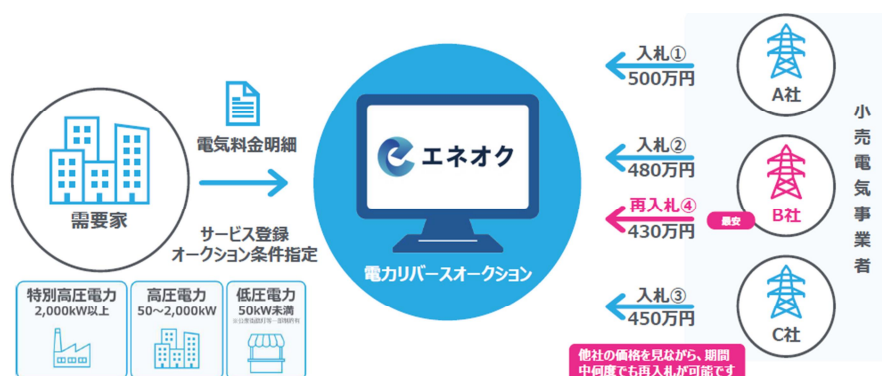 需要家
電気料金明細
サービス登録
オークション条件指定
特別高圧電力
2,000kW以上
高圧電力
50～2,000kW
低圧電力
50kW未満
エネオク
電力リバースオークション
入札①
500万円
A社
入札②
480万円
再入札④
430万円
最安
B社
入札③
450万円
C社
小売電気事業者
他社の価格を見ながら、期間
中何度でも再入札が可能です